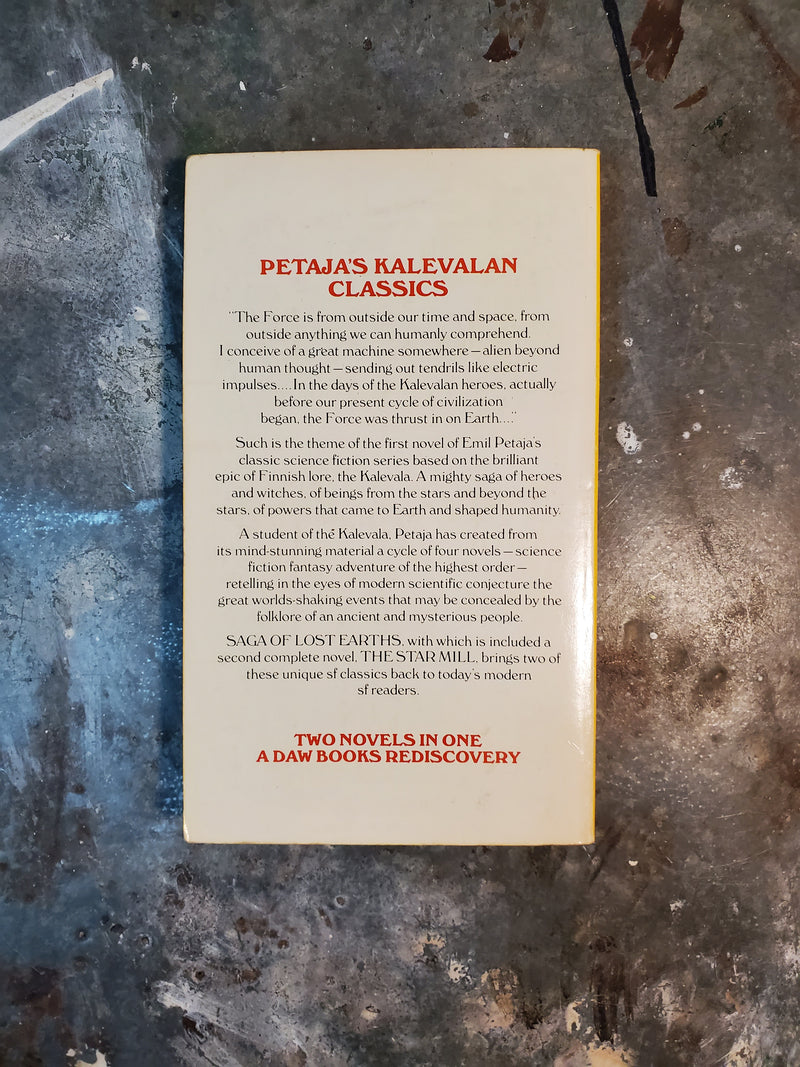 PETAJA'S KALEVALAN
CLASSICS
"The Force is from outside our time and space, from
outside anything we can humanly comprehend.
I conceive of a great machine somewhere—alien beyond
human thought—sending out tendrils like electric
impulses....In the days of the Kalevalan heroes, actually
before our present cycle of civilization
began, the Force was thrust in on Earth...."
Such is the theme of the first novel of Emil Petaja's
classic science fiction series based on the brilliant
epic of Finnish lore, the Kalevala. A mighty saga of heroes
and witches, of beings from the stars and beyond the
stars, of powers that came to Earth and shaped humanity.
A student of the Kalevala, Petaja has created from
its mind-stunning material a cycle of four novels—science
fiction fantasy adventure of the highest order—
retelling in the eyes of modern scientific conjecture the
great worlds-shaking events that may be concealed by the
folklore of an ancient and mysterious people.
SAGA OF LOST EARTHS, with which is included a
second complete novel, THE STAR MILL, brings two of
these unique sf classics back to today's modern
sf readers.
TWO NOVELS IN ONE
A DAW BOOKS REDISCOVERY